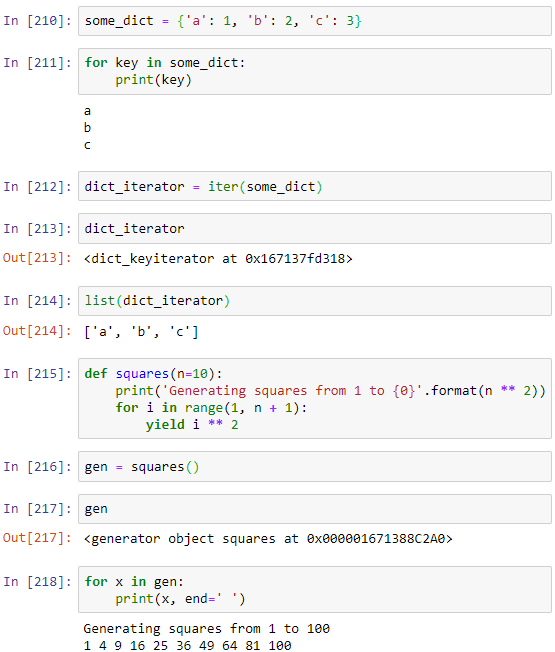 In [210]: some_dict = {'a': 1, 'b': 2, 'c': 3}
In [211]: for key in some_dict:
    print(key)
a
b
c
In [212]: dict_iterator = iter(some_dict)
In [213]: dict_iterator
Out[213]: <dict_keyiterator at 0x167137fd318>
In [214]: list(dict_iterator)
Out[214]: ['a', 'b', 'c']
In [215]: def squares(n=10):
    print('Generating squares from 1 to {0}'.format(n ** 2))
    for i in range(1, n + 1):
        yield i ** 2
In [216]: gen = squares()
In [217]: gen
Out[217]: <generator object squares at 0x000001671388C2A0>
In [218]: for x in gen:
    print(x, end=' ')
Generating squares from 1 to 100
1 4 9 16 25 36 49 64 81 100